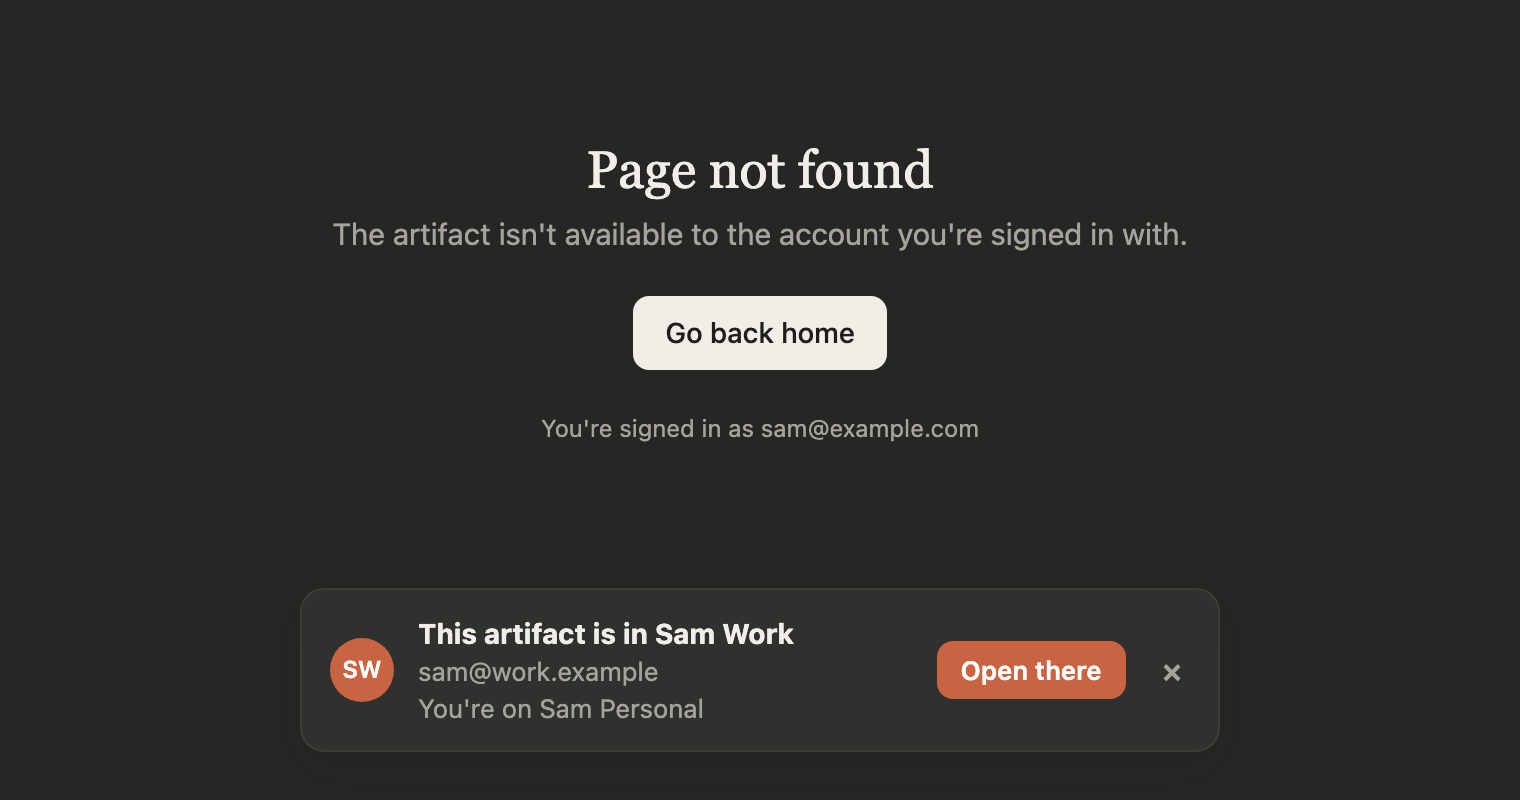 Page not found
The artifact isn't available to the account you're signed in with.
Go back home
You're signed in as sam@example.com
SW
This artifact is in Sam Work
sam@work.example
You're on Sam Personal
Open there
×